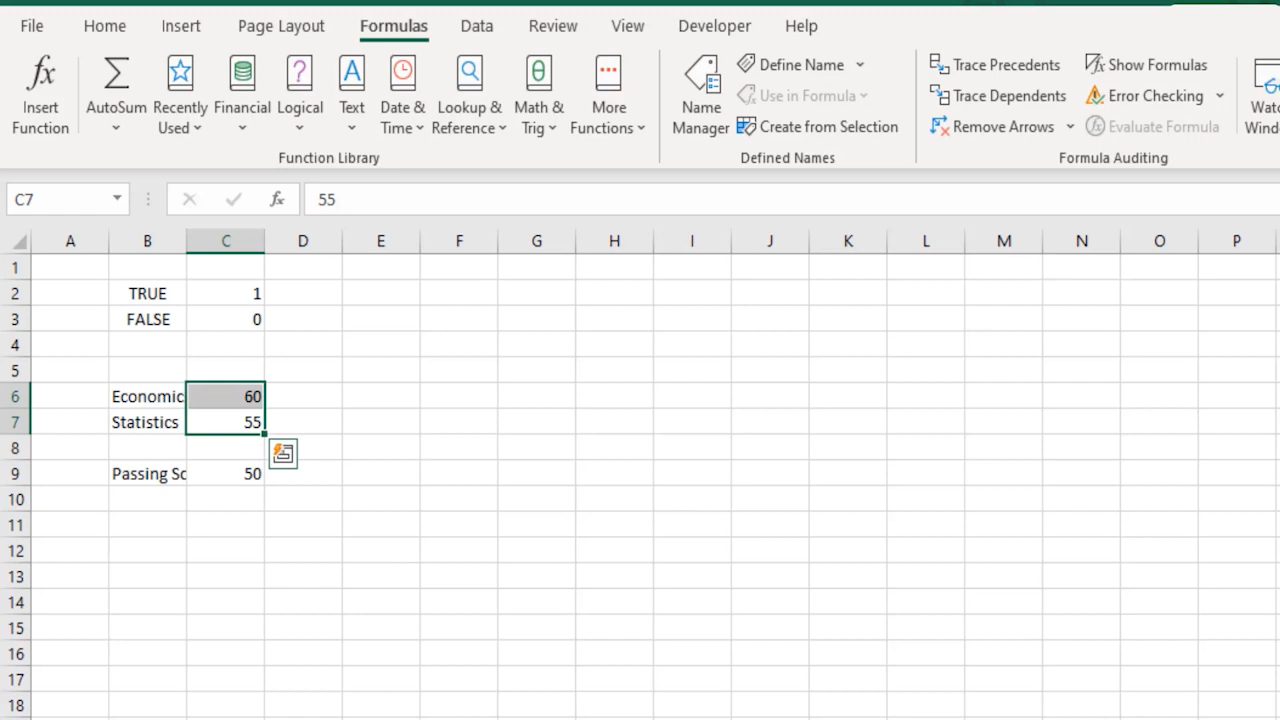 File Home Insert Page Layout Formulas Data Review View Developer Help
Insert Function
AutoSum
Recently Used
Financial
Logical
Text
Date & Time
Lookup & Reference
Math & Trig
More Functions
Function Library
Name Manager
Define Name
Use in Formula
Create from Selection
Defined Names
Trace Precedents
Trace Dependents
Remove Arrows
Show Formulas
Error Checking
Evaluate Formula
Formula Auditing
C7 fx 55
A B C D E F G H I J K L M N O P
1
2 TRUE 1
3 FALSE 0
4
5
6 Economic 60
7 Statistics 55
8
9 Passing Sc 50
10
11
12
13
14
15
16
17
18